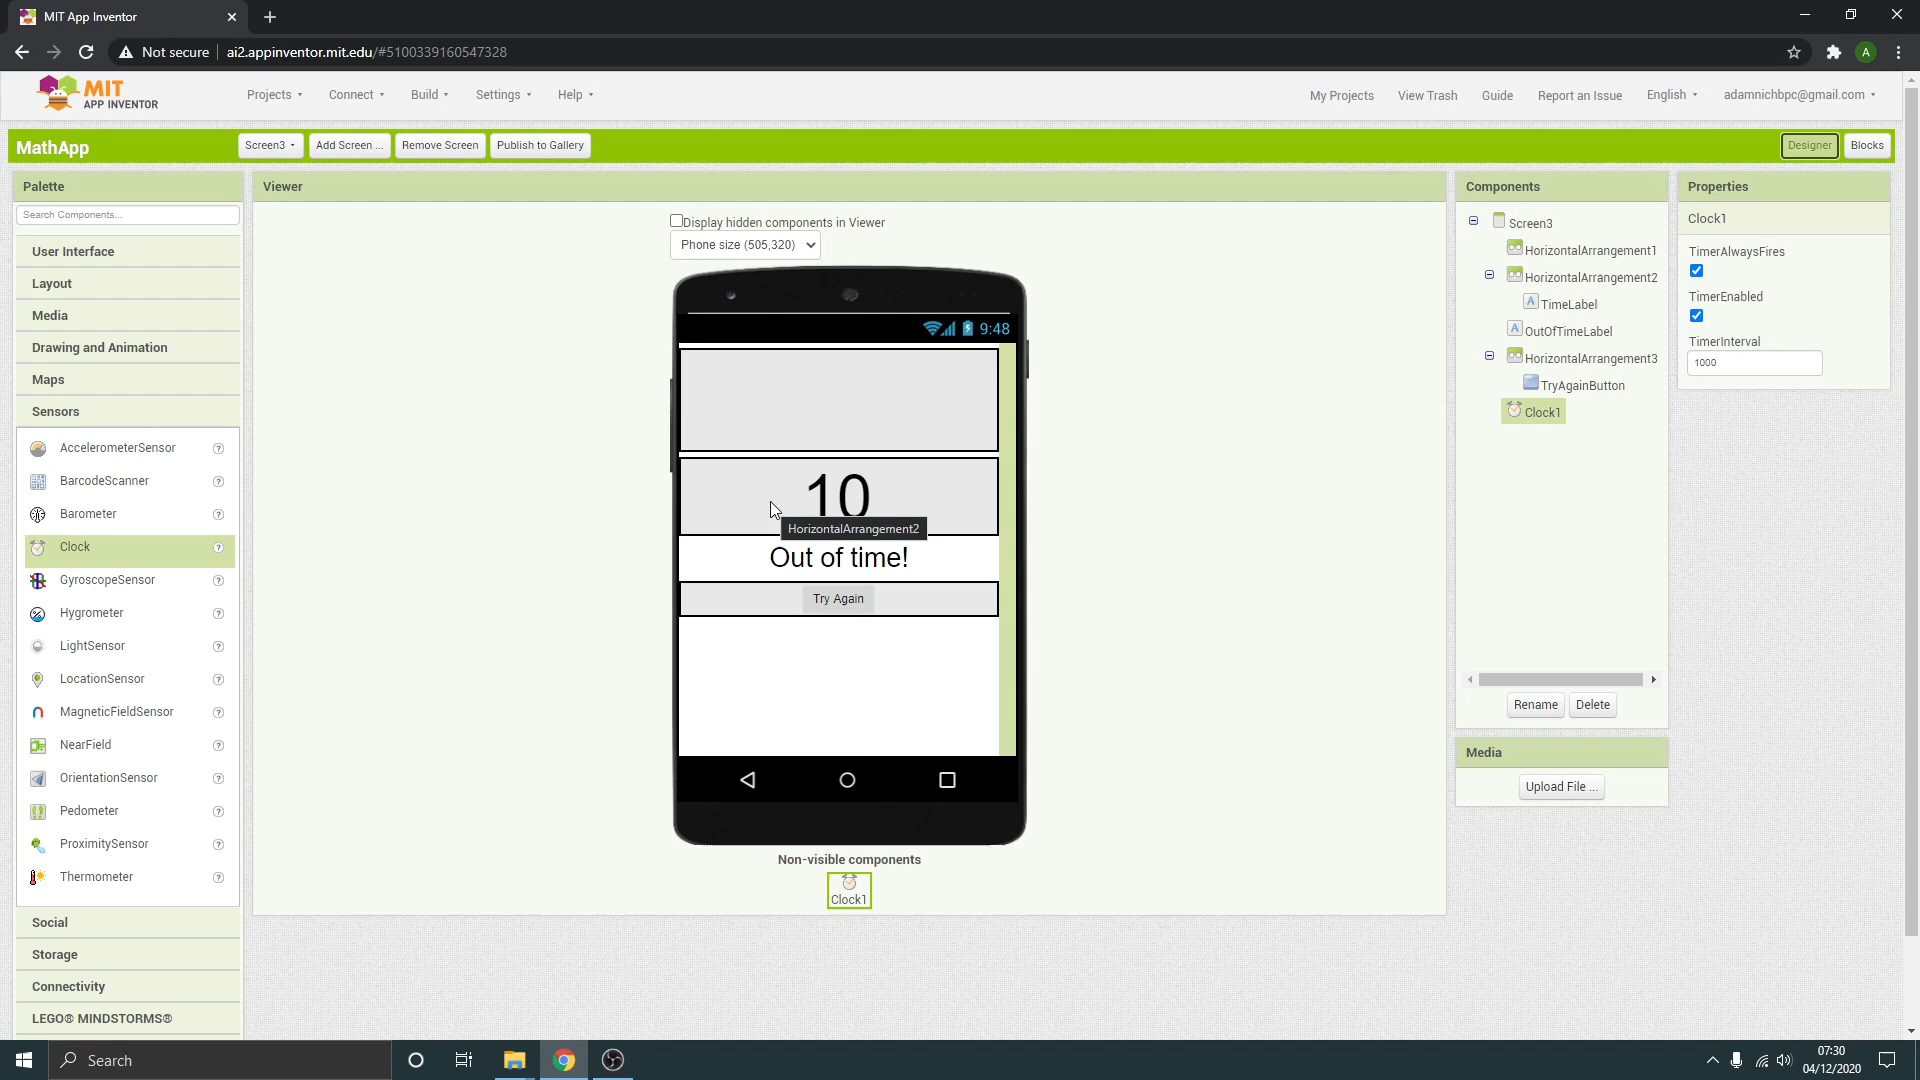 MIT App Inventor
Not secure
ai2.appinventor.mit.edu/#5100339160547328
A
MIT
APP INVENTOR
Projects
Connect
Build
Settings
Help
My Projects
View Trash
Guide
Report an Issue
English
adamnichbpc@gmail.com
MathApp
Screen3
Add Screen ...
Remove Screen
Publish to Gallery
Designer
Blocks
Palette
Search Components...
User Interface
Layout
Media
Drawing and Animation
Maps
Sensors
AccelerometerSensor
BarcodeScanner
Barometer
Clock
GyroscopeSensor
Hygrometer
LightSensor
LocationSensor
MagneticFieldSensor
NearField
OrientationSensor
Pedometer
ProximitySensor
Thermometer
Social
Storage
Connectivity
LEGO® MINDSTORMS®
Viewer
Display hidden components in Viewer
Phone size (505,320)
9:48
10
HorizontalArrangement2
Out of time!
Try Again
Non-visible components
Clock1
Components
Screen3
HorizontalArrangement1
HorizontalArrangement2
TimeLabel
OutOfTimeLabel
HorizontalArrangement3
TryAgainButton
Clock1
Rename
Delete
Media
Upload File ...
Properties
Clock1
TimerAlwaysFires
TimerEnabled
TimerInterval
1000
Search
07:30
04/12/2020